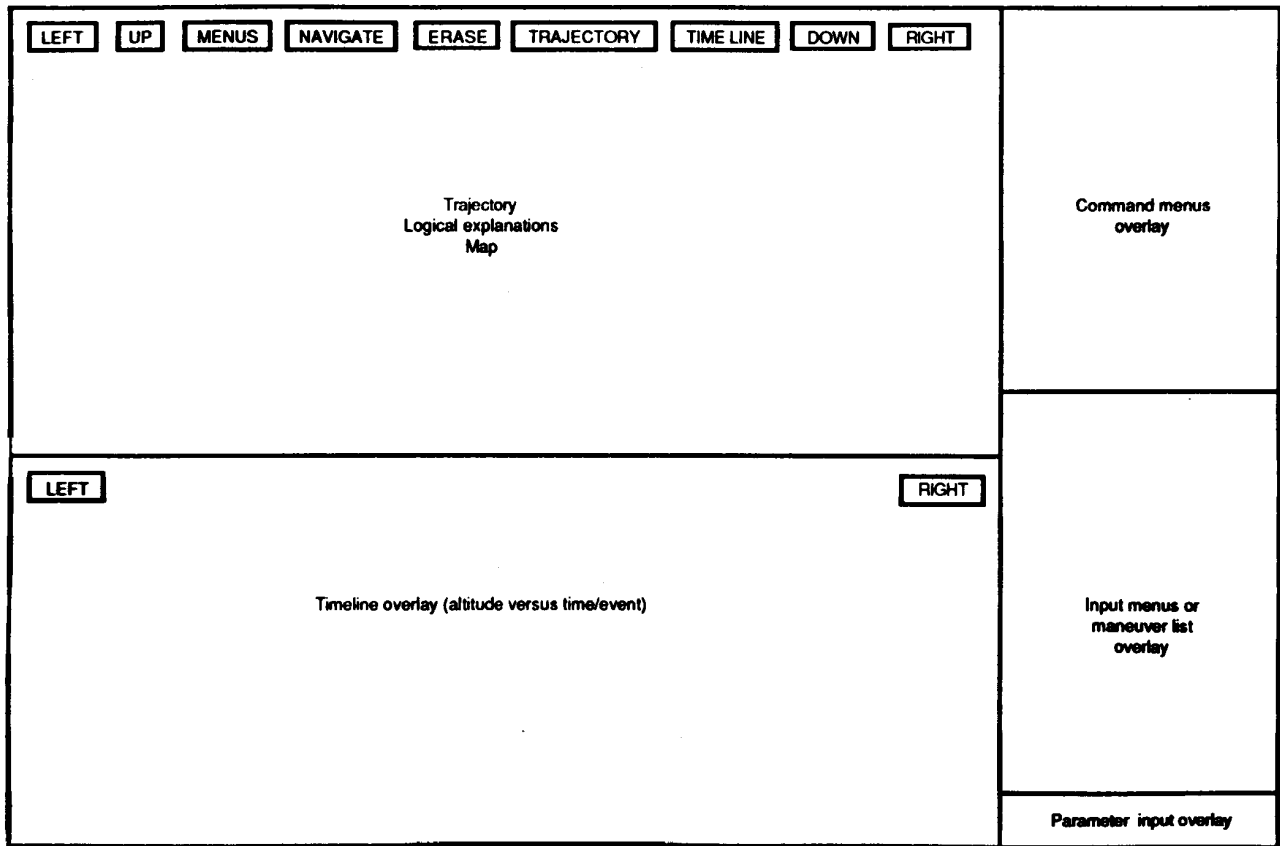 LEFT UP MENUS NAVIGATE ERASE TRAJECTORY TIME LINE DOWN RIGHT
Trajectory
Logical explanations
Map
Command menus
overlay
LEFT RIGHT
Timeline overlay (altitude versus time/event)
Input menus or
maneuver list
overlay
Parameter input overlay